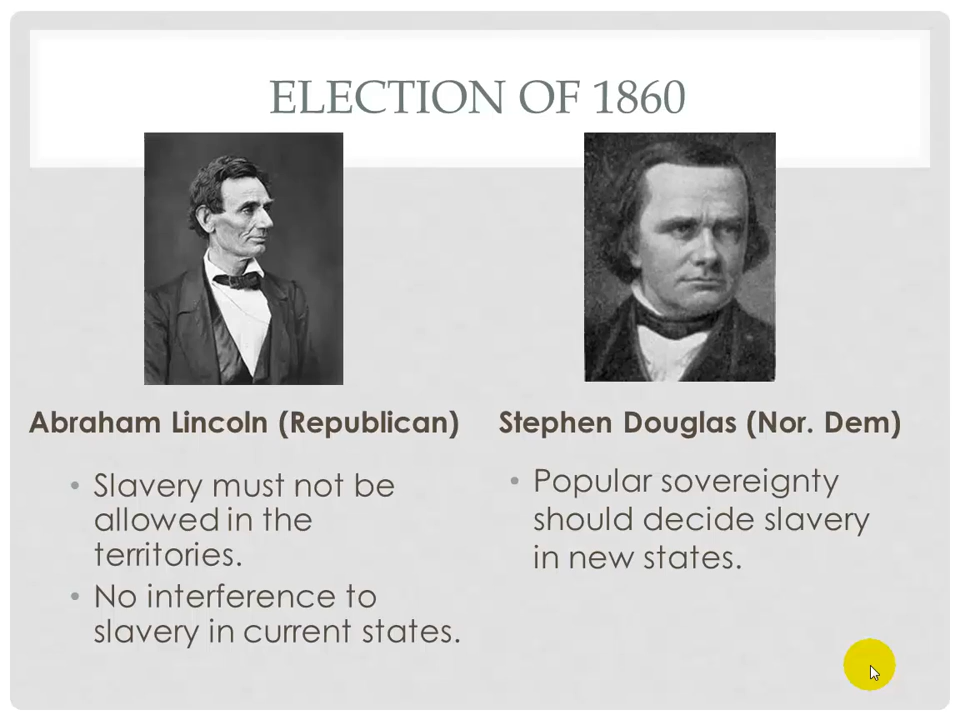 ELECTION OF 1860
Abraham Lincoln (Republican)
• Slavery must not be
allowed in the
territories.
• No interference to
slavery in current states.
Stephen Douglas (Nor. Dem)
• Popular sovereignty
should decide slavery
in new states.